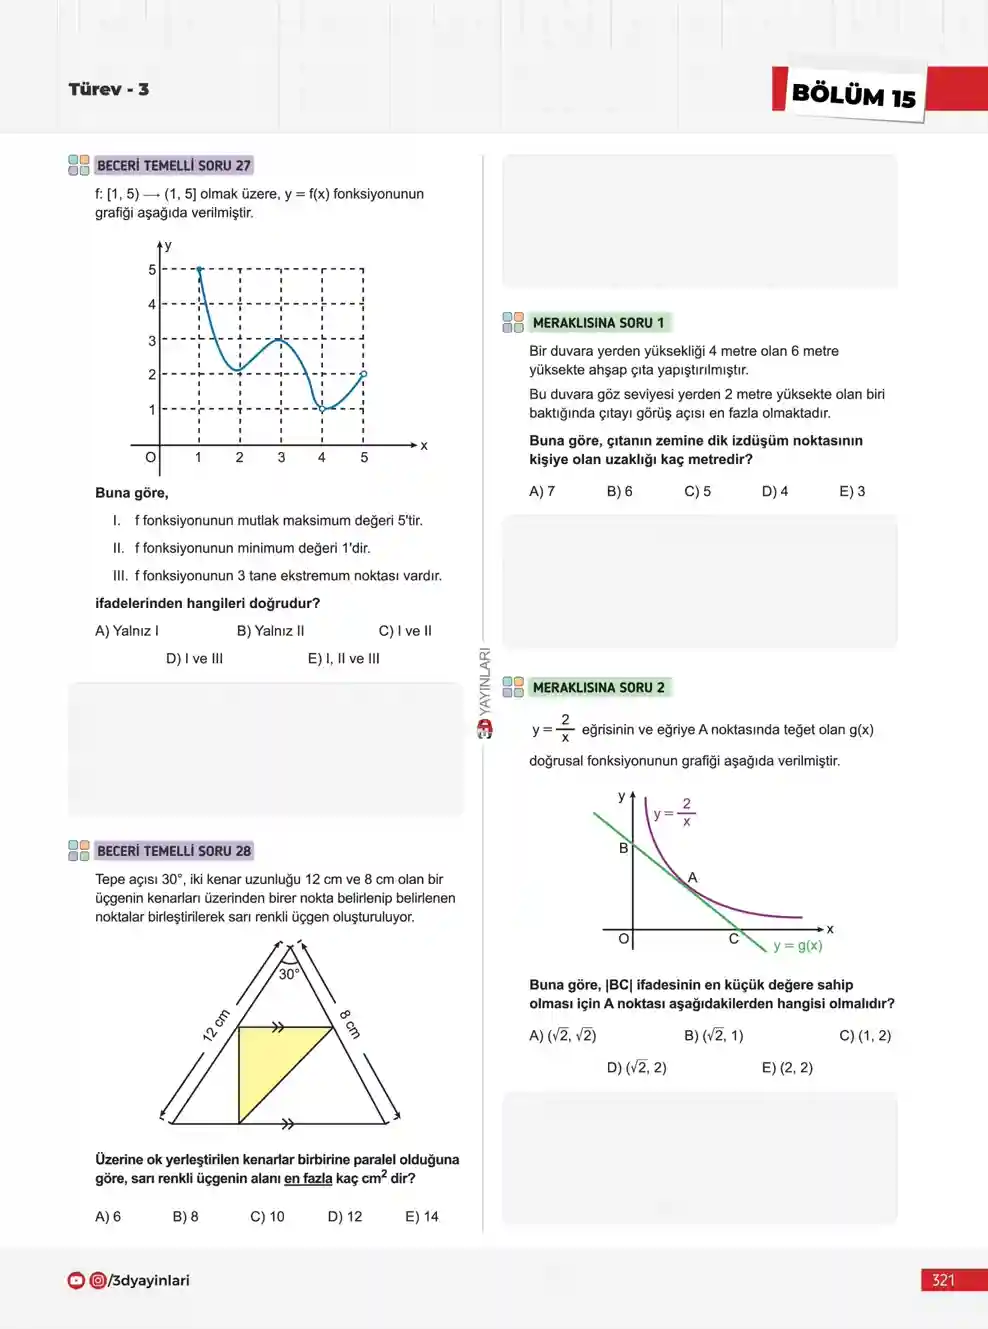 Türev - 3
BÖLÜM 15
BECERİ TEMELLİ SORU 27
f: [1, 5) → (1, 5] olmak üzere, y = f(x) fonksiyonunun
grafiği aşağıda verilmiştir.
y
5
4
3
2
1
O
1
2
3
4
5
x
Buna göre,
I. f fonksiyonunun mutlak maksimum değeri 5'tir.
II. f fonksiyonunun minimum değeri 1'dir.
III. f fonksiyonunun 3 tane ekstremum noktası vardır.
ifadelerinden hangileri doğrudur?
A) Yalnız I B) Yalnız II C) I ve II
D) I ve III E) I, II ve III
BECERİ TEMELLİ SORU 28
Tepe açısı 30°, iki kenar uzunluğu 12 cm ve 8 cm olan bir
üçgenin kenarları üzerinden birer nokta belirlenip belirlenen
noktalar birleştirilerek sarı renkli üçgen oluşturuluyor.
30°
12 cm
8 cm
Üzerine ok yerleştirilen kenarlar birbirine paralel olduğuna
göre, sarı renkli üçgenin alanı en fazla kaç cm² dir?
A) 6 B) 8 C) 10 D) 12 E) 14
3D YAYINLARI
MERAKLISINA SORU 1
Bir duvara yerden yüksekliği 4 metre olan 6 metre
yüksekte ahşap çıta yapıştırılmıştır.
Bu duvara göz seviyesi yerden 2 metre yüksekte olan biri
baktığında çıtayı görüş açısı en fazla olmaktadır.
Buna göre, çıtanın zemine dik izdüşüm noktasının
kişiye olan uzaklığı kaç metredir?
A) 7 B) 6 C) 5 D) 4 E) 3
MERAKLISINA SORU 2
y = 2/x eğrisinin ve eğriye A noktasında teğet olan g(x)
doğrusal fonksiyonunun grafiği aşağıda verilmiştir.
y
y = 2/x
B
A
O
C
x
y = g(x)
Buna göre, |BC| ifadesinin en küçük değere sahip
olması için A noktası aşağıdakilerden hangisi olmalıdır?
A) (√2, √2) B) (√2, 1) C) (1, 2)
D) (√2, 2) E) (2, 2)
/3dyayinlari
321